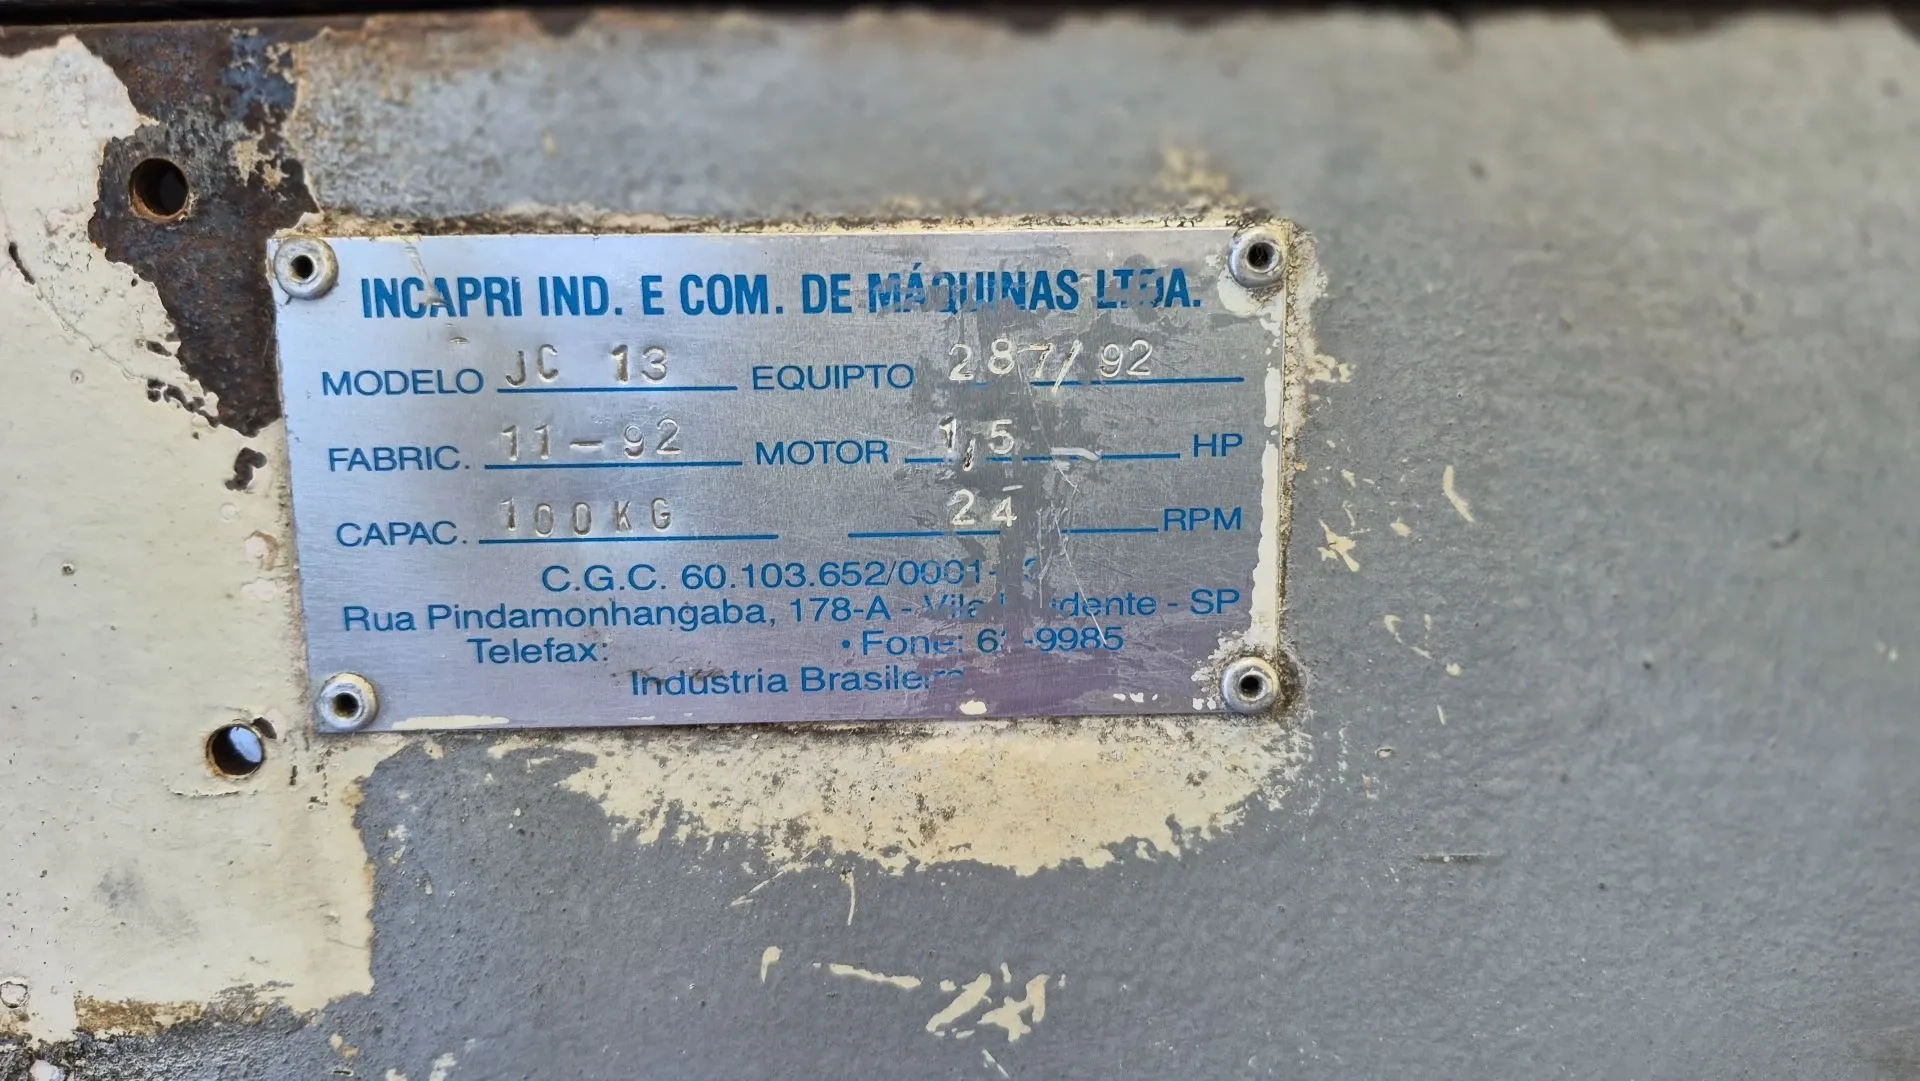 INCAPRI IND. E COM. DE MÁQUINAS LTDA.
MODELO JC 13 EQUIPTO 287/92
FABRIC. 11-92 MOTOR 1,5 HP
CAPAC. 100KG 24 RPM
C.G.C. 60.103.652/0001-
Rua Pindamonhangaba, 178-A - Vila - SP
Telefax: • Fone: -9985
Indústria Brasileira